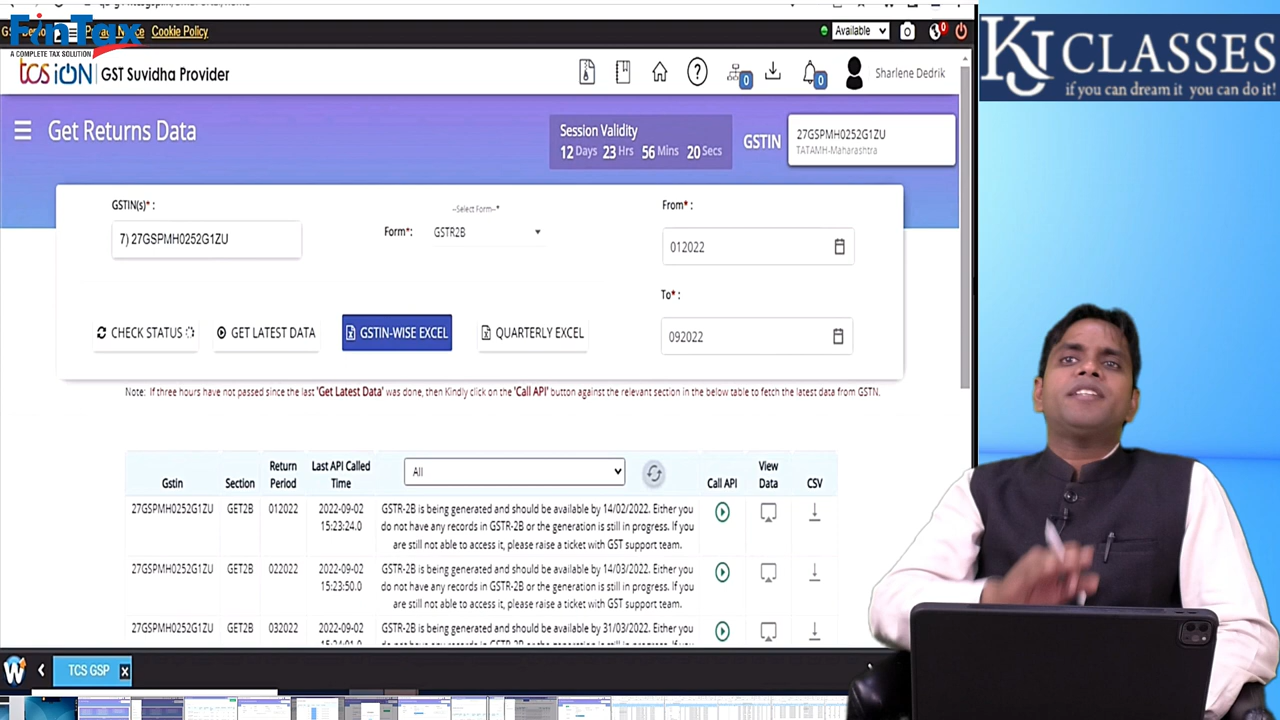 FinTax
A COMPLETE TAX SOLUTION
Cookie Policy
Available
0
KJ CLASSES
if you can dream it you can do it!
tcs iON | GST Suvidha Provider
0
0
Sharlene Dedrik
Get Returns Data
Session Validity
12 Days 23 Hrs 56 Mins 20 Secs
GSTIN
27GSPMH0252G1ZU
TATAMH-Maharashtra
GSTIN(s)* :
7) 27GSPMH0252G1ZU
--Select Form--*
Form*:
GSTR2B
From* :
012022
To* :
092022
CHECK STATUS
GET LATEST DATA
GSTIN-WISE EXCEL
QUARTERLY EXCEL
Note: If three hours have not passed since the last 'Get Latest Data' was done, then Kindly click on the 'Call API' button against the relevant section in the below table to fetch the latest data from GSTN.
Gstin
Section
Return
Period
Last API Called
Time
All
Call API
View
Data
CSV
27GSPMH0252G1ZU
GET2B
012022
2022-09-02
15:23:24.0
GSTR-2B is being generated and should be available by 14/02/2022. Either you
do not have any records in GSTR-2B or the generation is still in progress. If you
are still not able to access it, please raise a ticket with GST support team.
27GSPMH0252G1ZU
GET2B
022022
2022-09-02
15:23:50.0
GSTR-2B is being generated and should be available by 14/03/2022. Either you
do not have any records in GSTR-2B or the generation is still in progress. If you
are still not able to access it, please raise a ticket with GST support team.
27GSPMH0252G1ZU
GET2B
032022
2022-09-02
GSTR-2B is being generated and should be available by 31/03/2022. Either you
W
TCS GSP